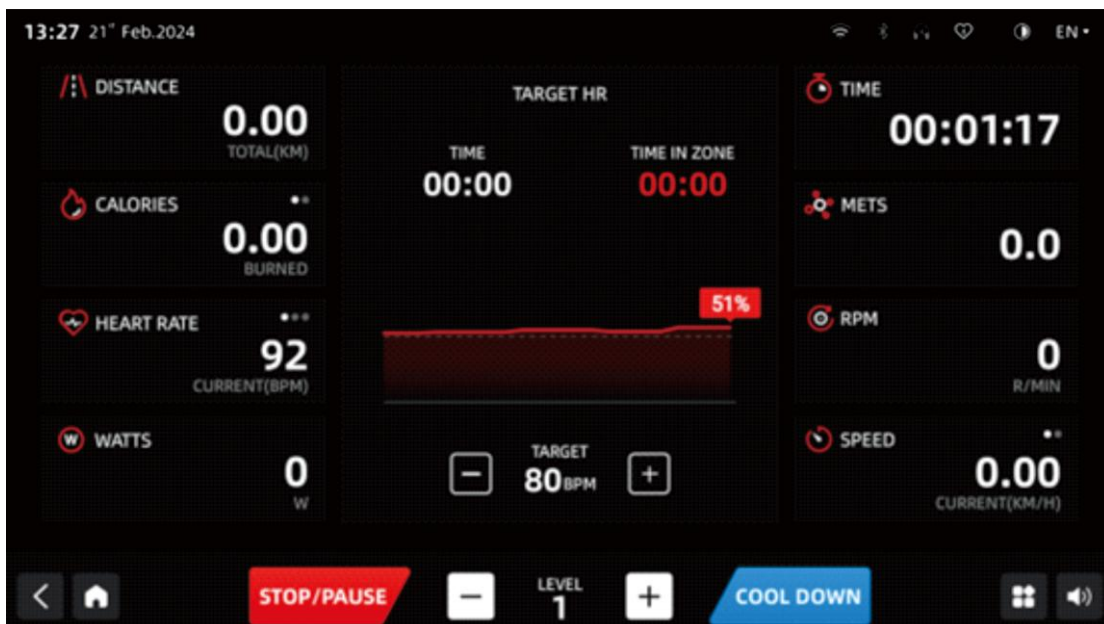 13:27 21" Feb.2024
EN
DISTANCE
0.00
TOTAL(KM)
CALORIES
0.00
BURNED
HEART RATE
92
CURRENT(BPM)
W WATTS
0
W
TARGET HR
TIME
00:00
TIME IN ZONE
00:00
51%
TARGET
80BPM
TIME
00:01:17
METS
0.0
RPM
0
R/MIN
SPEED
0.00
CURRENT(KM/H)
STOP/PAUSE
LEVEL
1
COOL DOWN